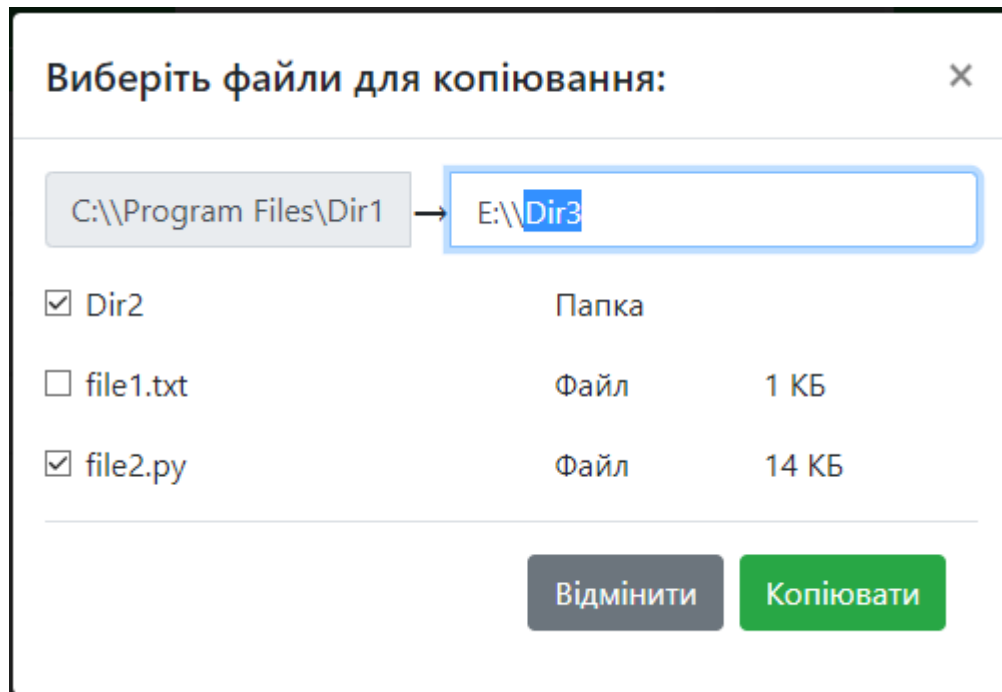 Виберіть файли для копіювання: ×
C:\\Program Files\Dir1 → E:\\Dir3
Dir2 Папка
file1.txt Файл 1 КБ
file2.py Файл 14 КБ
Відмінити Копіювати